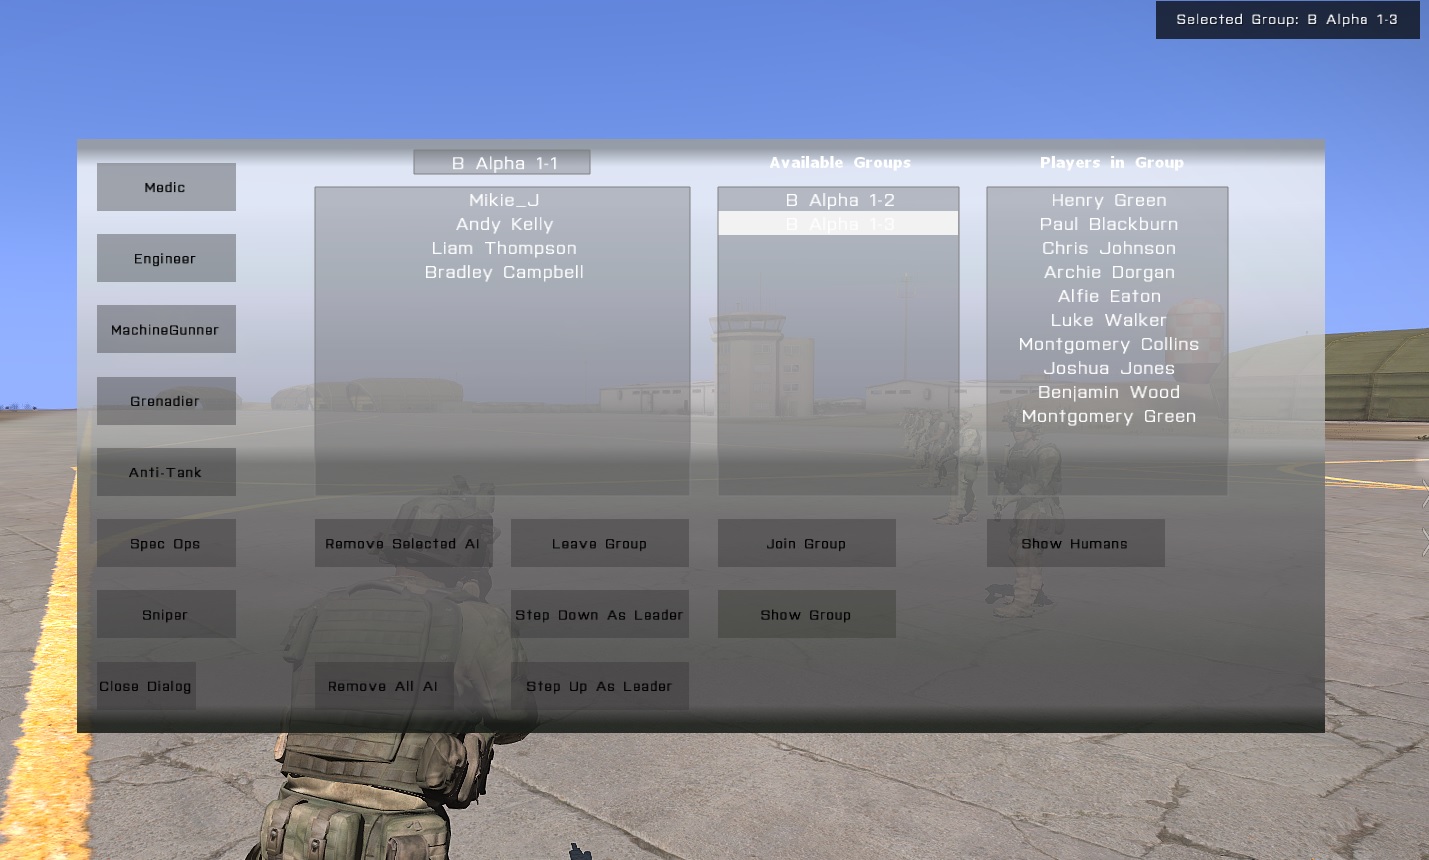 Selected Group: B Alpha 1-3
B Alpha 1-1
Available Groups
Players in Group
Medic
Engineer
MachineGunner
Grenadier
Anti-Tank
Spec Ops
Sniper
Close Dialog
Mikie_J
Andy Kelly
Liam Thompson
Bradley Campbell
B Alpha 1-2
B Alpha 1-3
Henry Green
Paul Blackburn
Chris Johnson
Archie Dorgan
Alfie Eaton
Luke Walker
Montgomery Collins
Joshua Jones
Benjamin Wood
Montgomery Green
Remove Selected AI
Leave Group
Join Group
Show Humans
Step Down As Leader
Show Group
Remove All AI
Step Up As Leader